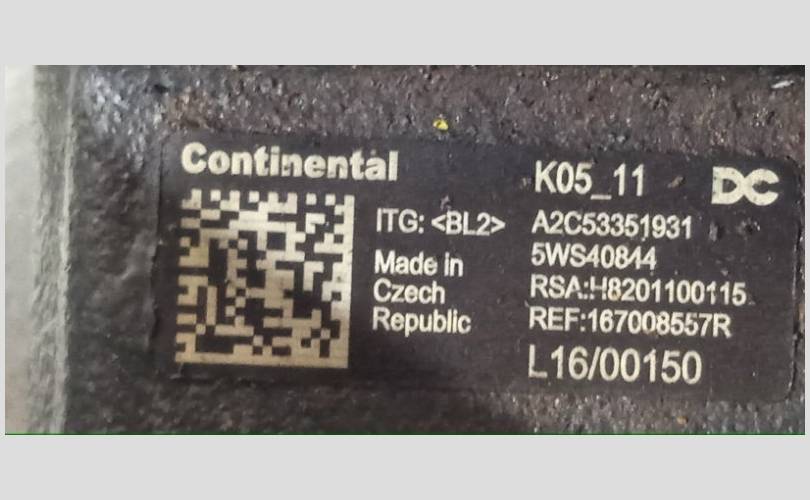 Continental
K05_11 DC
ITG: <BL2> A2C53351931
Made in 5WS40844
Czech RSA:H8201100115
Republic REF:167008557R
L16/00150